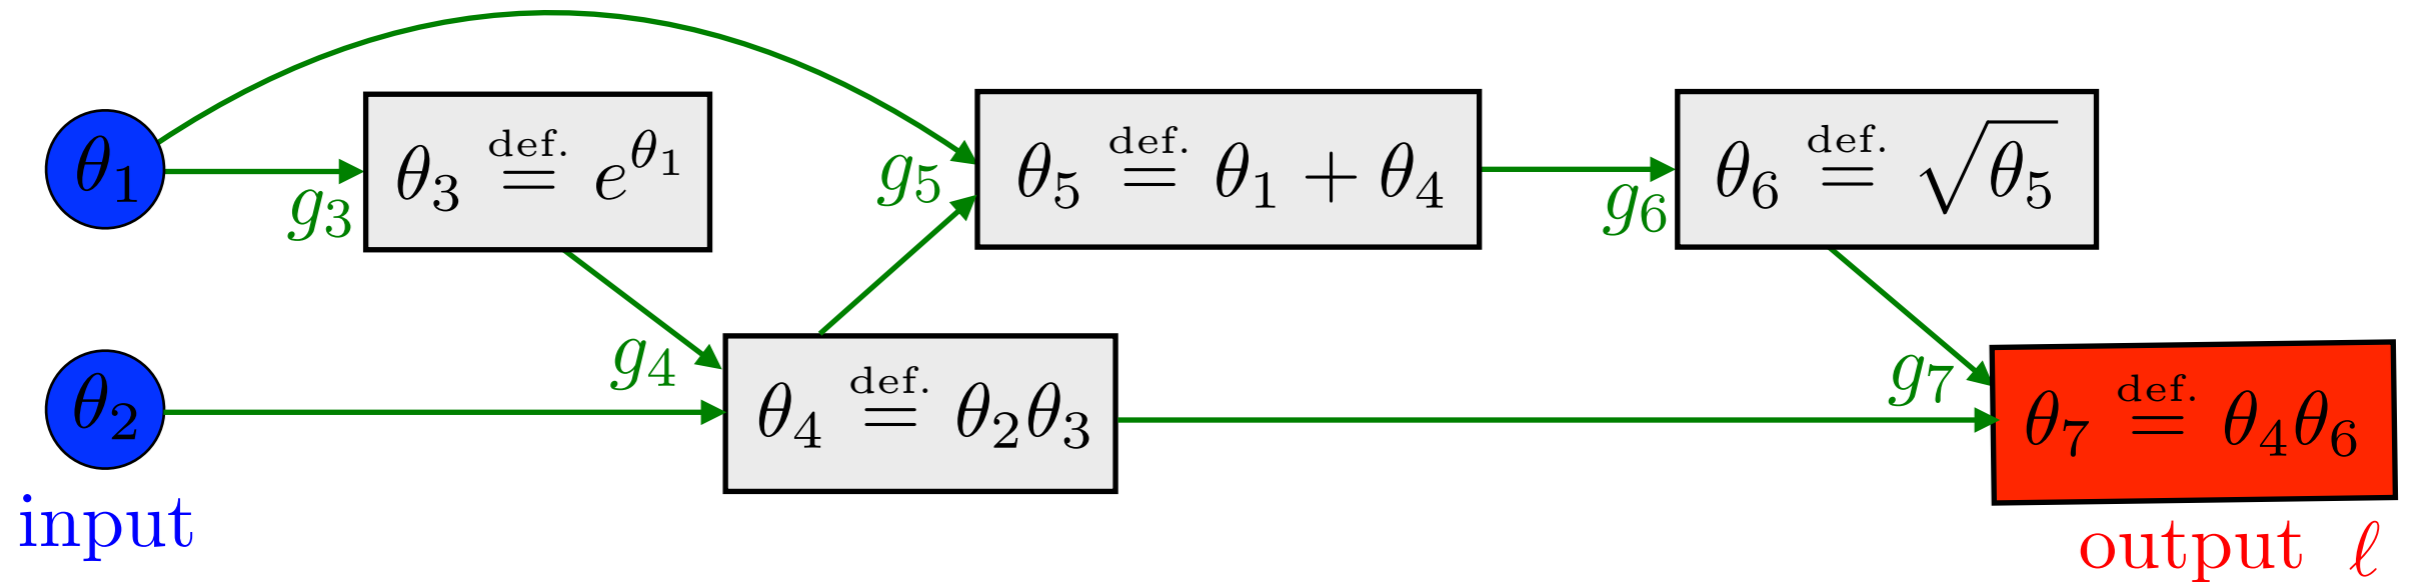 θ₁
g₃
θ₃ def.= e^θ₁
g₅
θ₅ def.= θ₁ + θ₄
g₆
θ₆ def.= √θ₅
θ₂
g₄
θ₄ def.= θ₂θ₃
g₇
θ₇ def.= θ₄θ₆
input
output ℓ